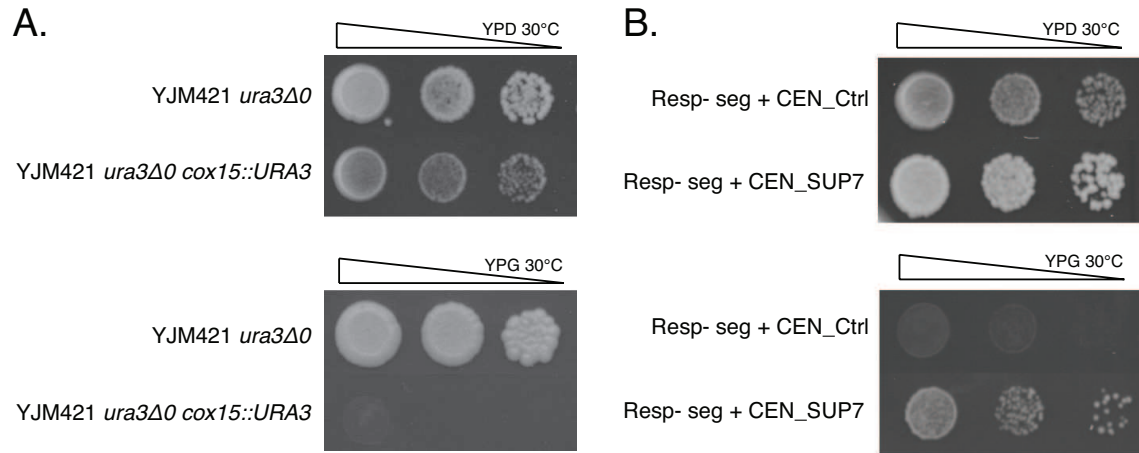 A.
YPD 30°C
YJM421 ura3Δ0
YJM421 ura3Δ0 cox15::URA3
YPG 30°C
YJM421 ura3Δ0
YJM421 ura3Δ0 cox15::URA3
B.
YPD 30°C
Resp- seg + CEN_Ctrl
Resp- seg + CEN_SUP7
YPG 30°C
Resp- seg + CEN_Ctrl
Resp- seg + CEN_SUP7